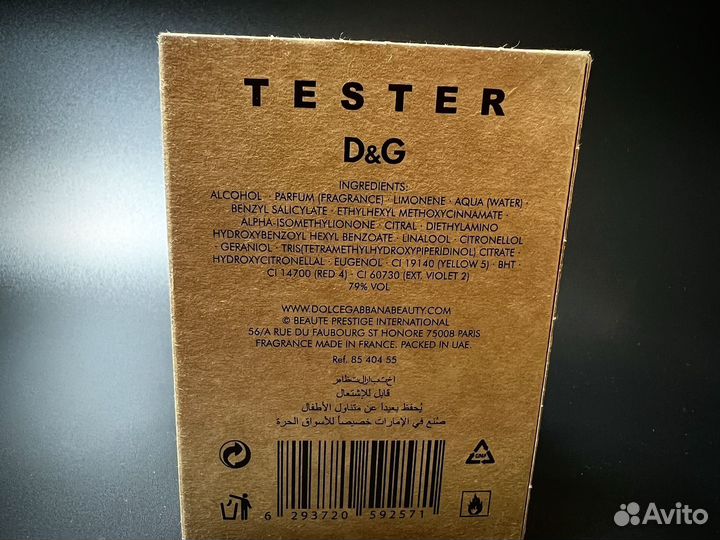 TESTER
D&G
INGREDIENTS:
ALCOHOL · PARFUM (FRAGRANCE) · LIMONENE · AQUA (WATER) ·
BENZYL SALICYLATE · ETHYLHEXYL METHOXYCINNAMATE ·
ALPHA-ISOMETHYLIONONE · CITRAL · DIETHYLAMINO
HYDROXYBENZOYL HEXYL BENZOATE · LINALOOL · CITRONELLOL
· GERANIOL · TRIS(TETRAMETHYLHYDROXYPIPERIDINOL) CITRATE ·
HYDROXYCITRONELLAL · EUGENOL · CI 19140 (YELLOW 5) · BHT ·
CI 14700 (RED 4) · CI 60730 (EXT. VIOLET 2)
79% VOL
WWW.DOLCEGABBANABEAUTY.COM
© BEAUTE PRESTIGE INTERNATIONAL
56/A RUE DU FAUBOURG ST HONORE 75008 PARIS
FRAGRANCE MADE IN FRANCE. PACKED IN UAE.
Ref. 85 404 55
قابل للإشتعال
يُحفظ بعيداً عن متناول الأطفال
صُنع في الإمارات خصيصاً للأسواق الحرة
6 293720 592571
Avito